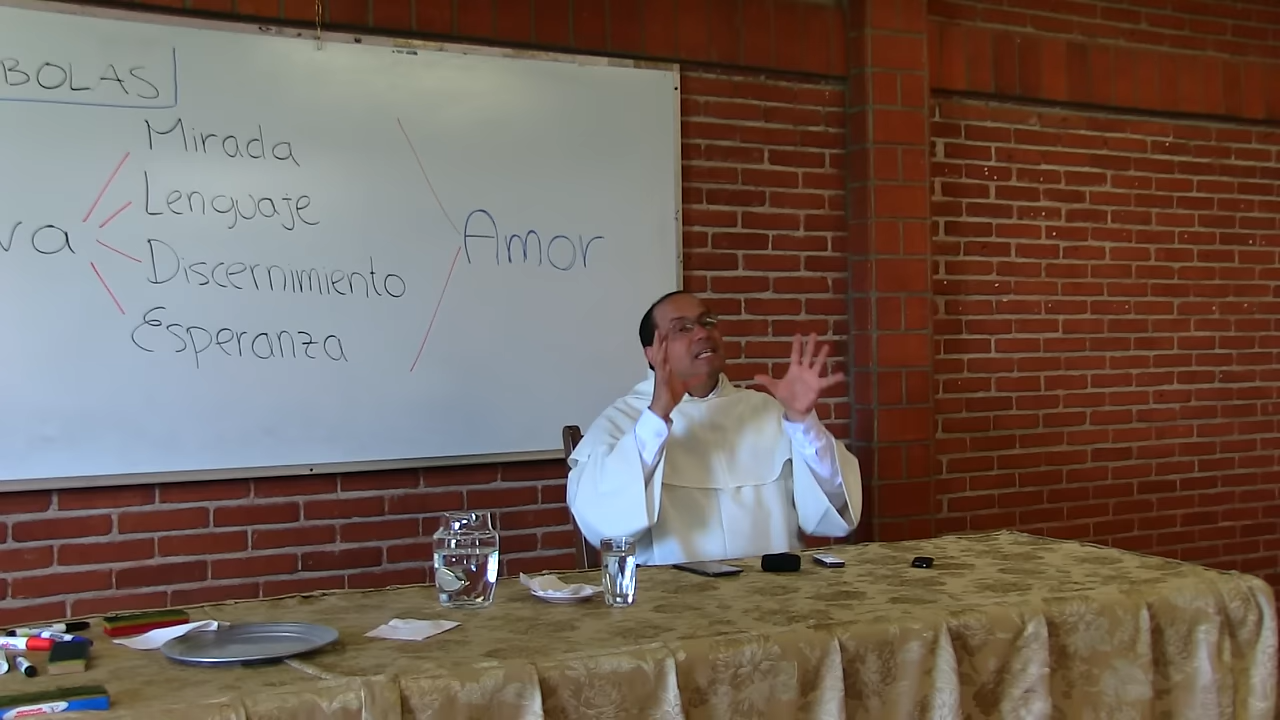 BOLAS
Mirada
Lenguaje
va
Amor
Discernimiento
Esperanza